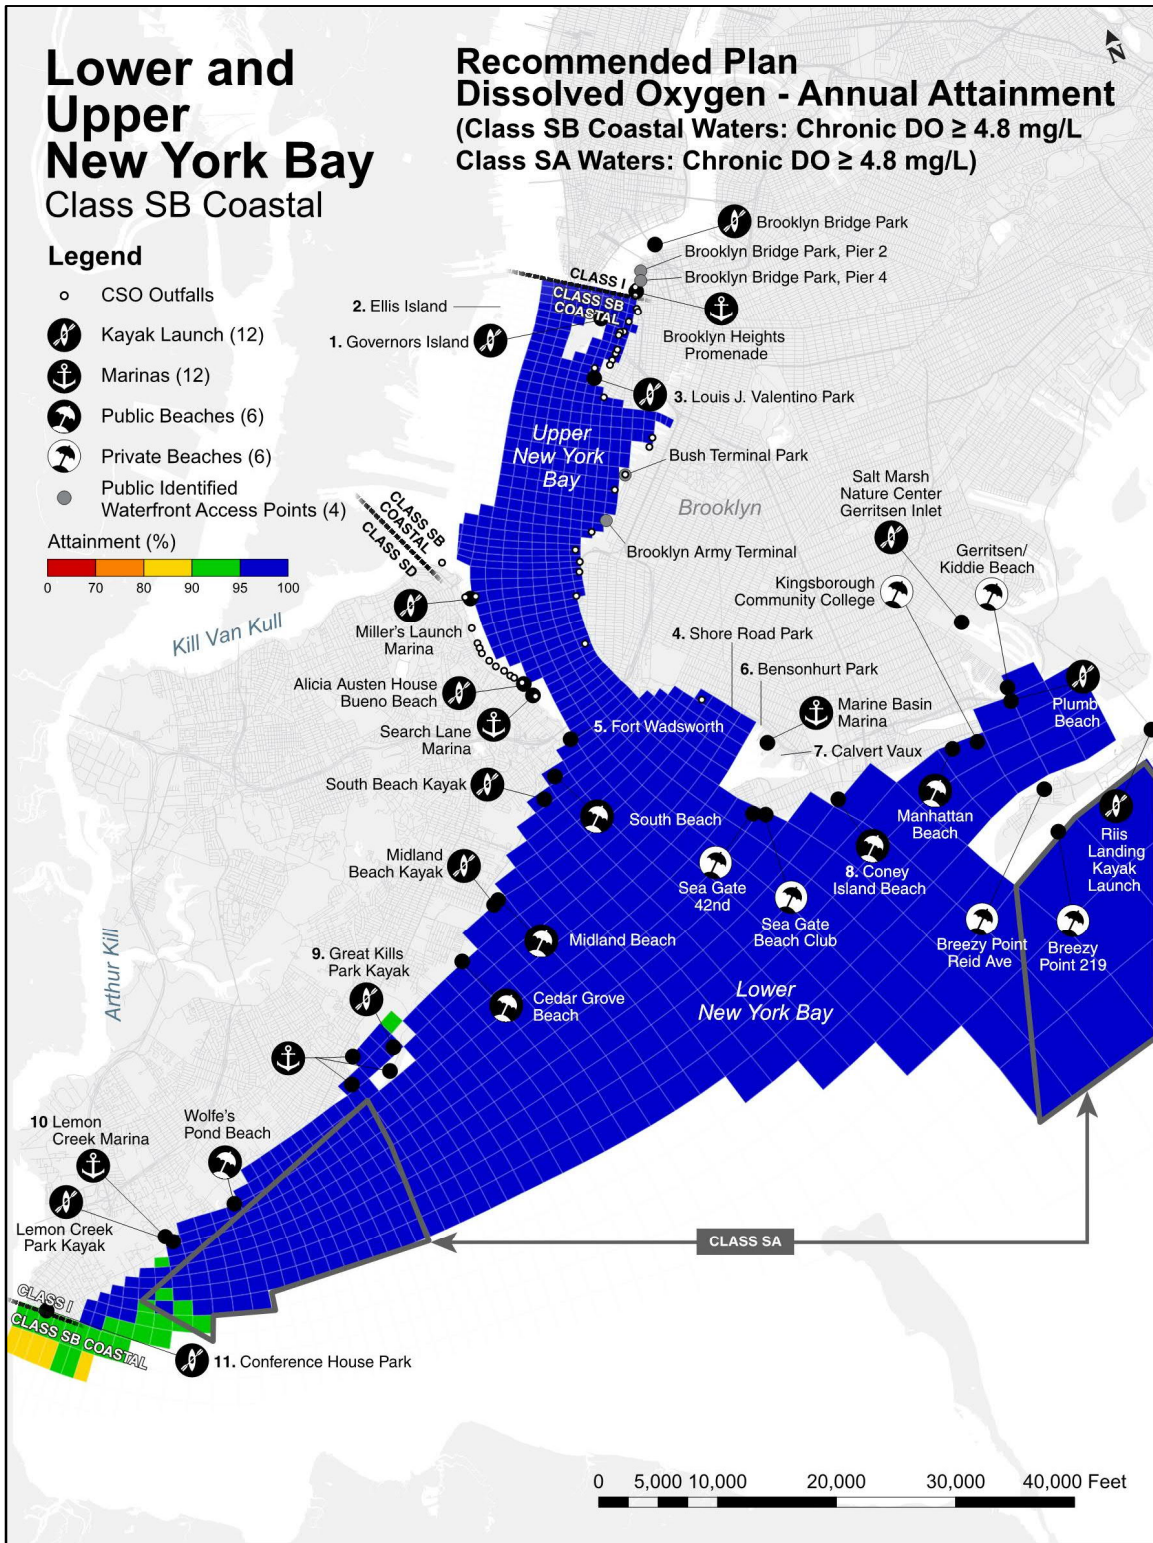 Lower and
Upper
New York Bay
Class SB Coastal
Recommended Plan
Dissolved Oxygen - Annual Attainment
(Class SB Coastal Waters: Chronic DO ≥ 4.8 mg/L
Class SA Waters: Chronic DO ≥ 4.8 mg/L)
N
Legend
CSO Outfalls
Kayak Launch (12)
Marinas (12)
Public Beaches (6)
Private Beaches (6)
Public Identified
Waterfront Access Points (4)
Attainment (%)
0 70 80 90 95 100
Brooklyn Bridge Park
Brooklyn Bridge Park, Pier 2
Brooklyn Bridge Park, Pier 4
CLASS I
CLASS SB
COASTAL
2. Ellis Island
1. Governors Island
Brooklyn Heights
Promenade
3. Louis J. Valentino Park
Upper
New York
Bay
Bush Terminal Park
Brooklyn
Salt Marsh
Nature Center
Gerritsen Inlet
CLASS SB
COASTAL
CLASS SD
Brooklyn Army Terminal
Gerritsen/
Kiddie Beach
Kingsborough
Community College
Kill Van Kull
Miller's Launch
Marina
4. Shore Road Park
6. Bensonhurt Park
Alicia Austen House
Bueno Beach
Marine Basin
Marina
Plumb
Beach
Search Lane
Marina
5. Fort Wadsworth
7. Calvert Vaux
South Beach Kayak
South Beach
Manhattan
Beach
Riis
Landing
Kayak
Launch
Midland
Beach Kayak
Sea Gate
42nd
8. Coney
Island Beach
Sea Gate
Beach Club
Breezy Point
Reid Ave
Breezy
Point 219
Midland Beach
Arthur Kill
9. Great Kills
Park Kayak
Cedar Grove
Beach
Lower
New York Bay
Wolfe's
Pond Beach
10 Lemon
Creek Marina
Lemon Creek
Park Kayak
CLASS SA
CLASS I
CLASS SB COASTAL
11. Conference House Park
0 5,000 10,000 20,000 30,000 40,000 Feet